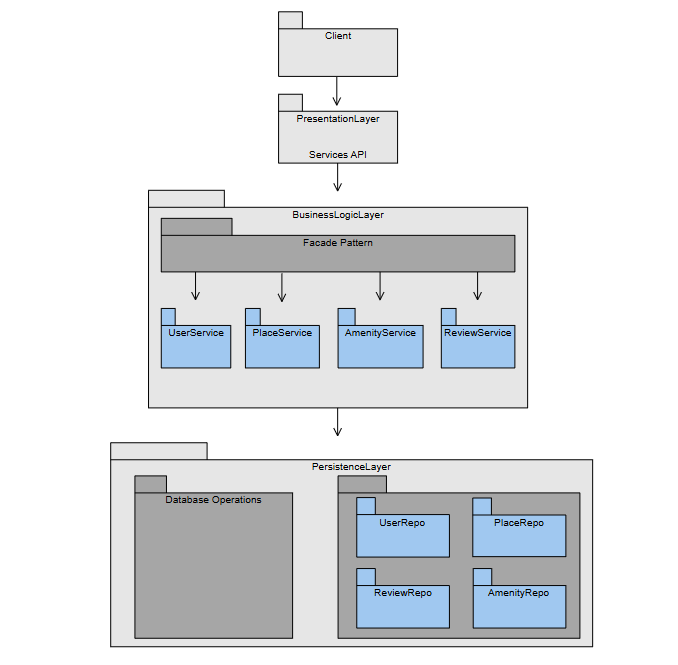 Client
PresentationLayer
Services API
BusinessLogicLayer
Facade Pattern
UserService
PlaceService
AmenityService
ReviewService
PersistenceLayer
Database Operations
UserRepo
PlaceRepo
ReviewRepo
AmenityRepo